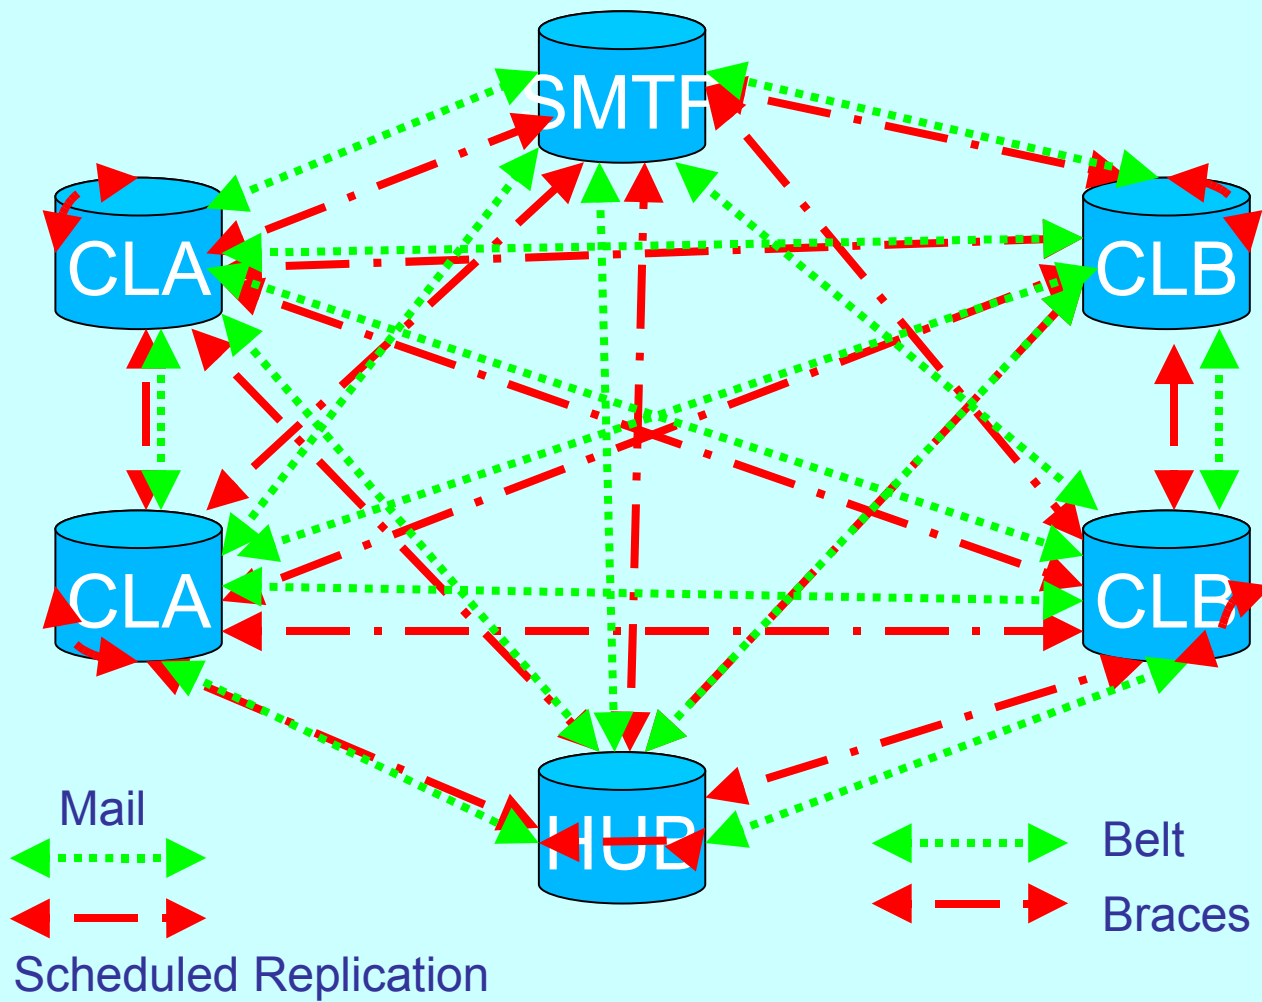 SMTP
CLA
CLB
CLA
CLB
HUB
Mail
Belt
Braces
Scheduled Replication